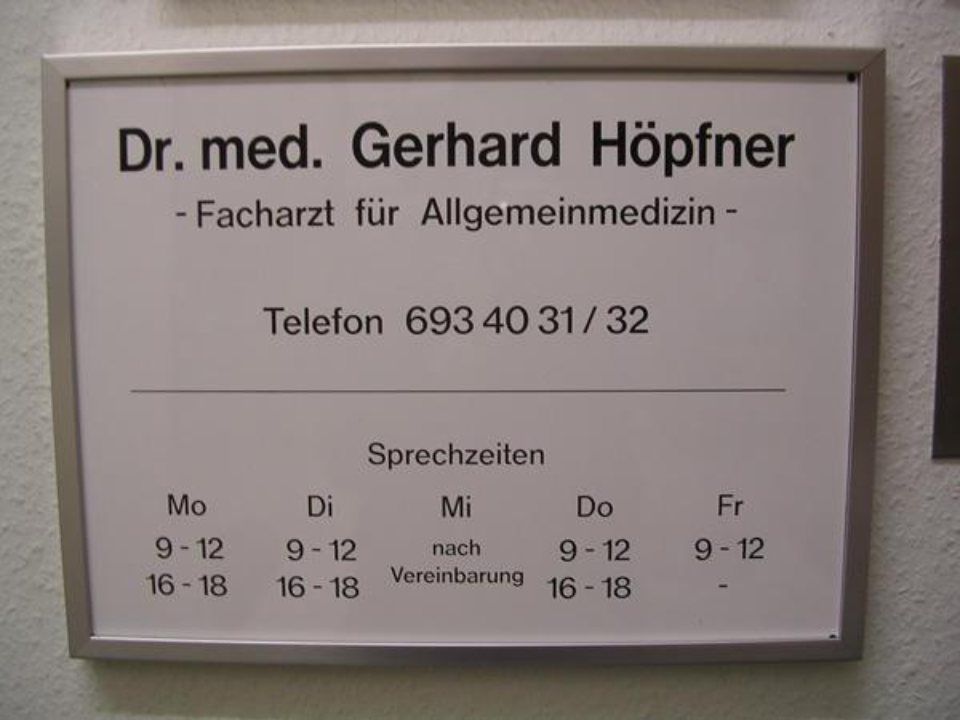 Dr. med. Gerhard Höpfner
- Facharzt für Allgemeinmedizin -
Telefon 693 40 31 / 32
Sprechzeiten
Mo Di Mi Do Fr
9 - 12 9 - 12 nach 9 - 12 9 - 12
16 - 18 16 - 18 Vereinbarung 16 - 18 -